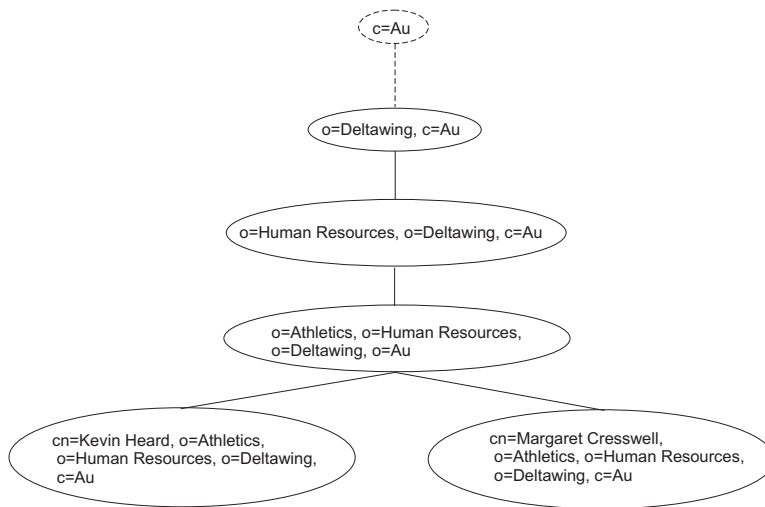 c=Au
o=Deltawing, c=Au
o=Human Resources, o=Deltawing, c=Au
o=Athletics, o=Human Resources,
o=Deltawing, o=Au
cn=Kevin Heard, o=Athletics,
o=Human Resources, o=Deltawing,
c=Au
cn=Margaret Cresswell,
o=Athletics, o=Human Resources,
o=Deltawing, c=Au